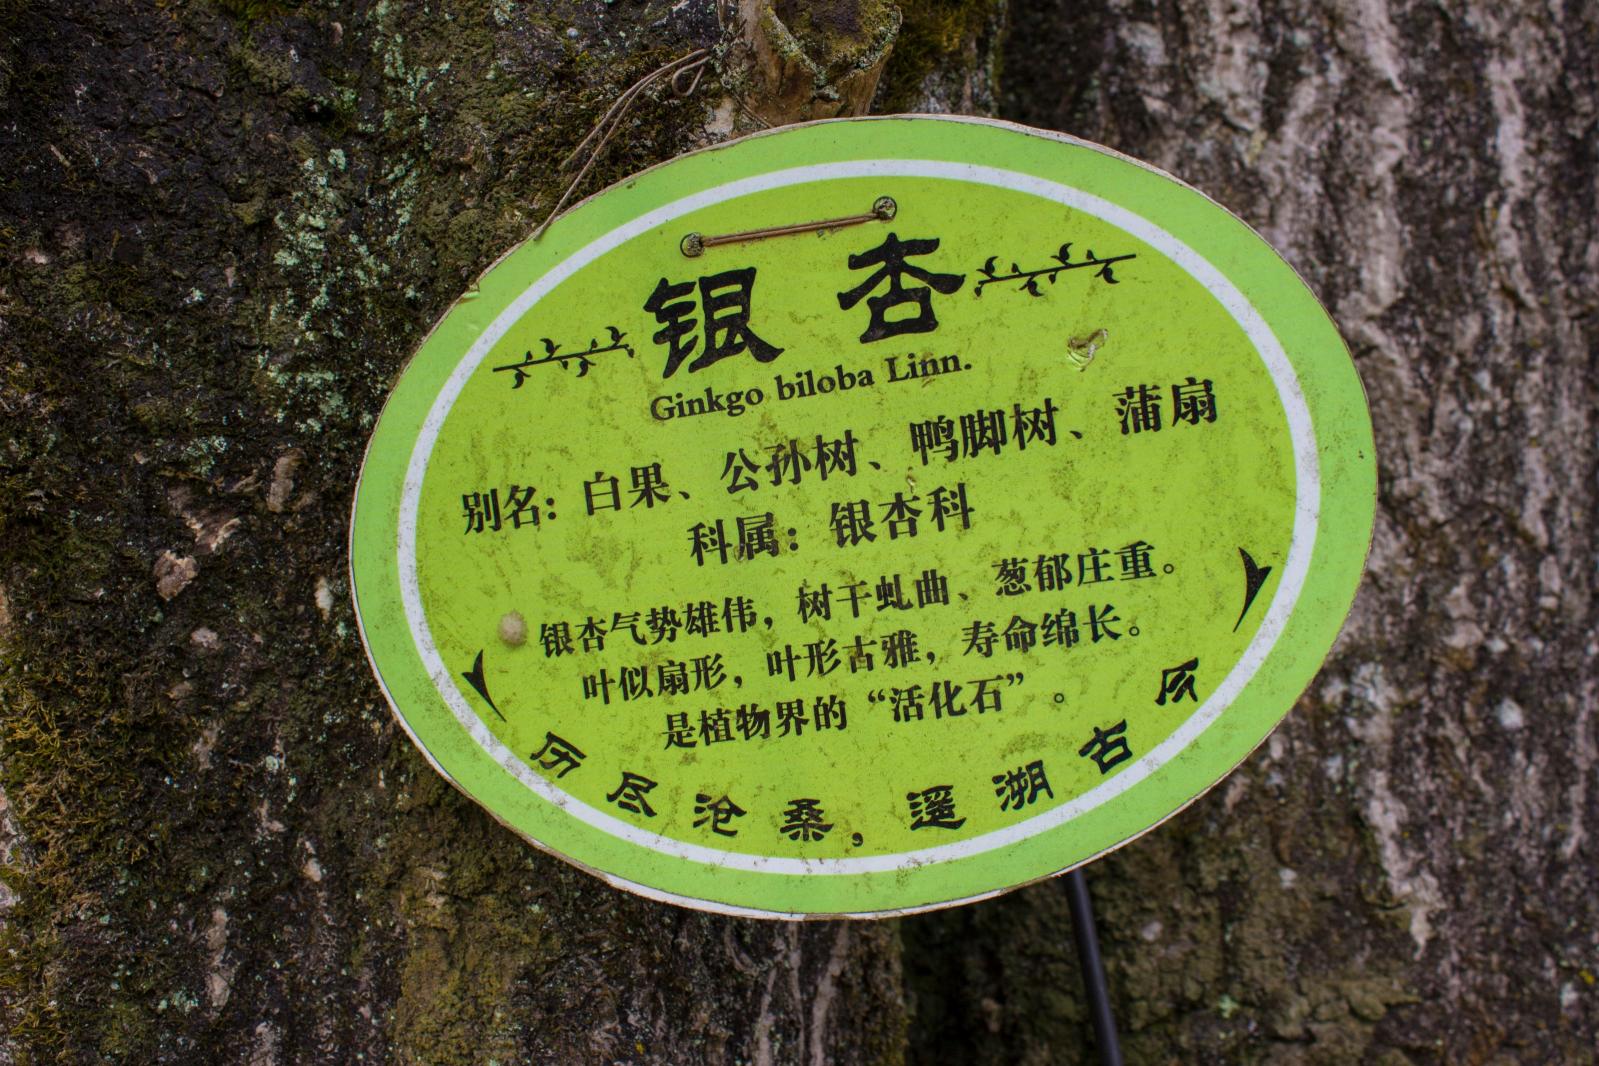 银杏
Ginkgo biloba Linn.
别名：白果、公孙树、鸭脚树、蒲扇
科属：银杏科
银杏气势雄伟，树干虬曲、葱郁庄重。
叶似扇形，叶形古雅，寿命绵长。
是植物界的“活化石”。
历尽沧桑，遥溯古今